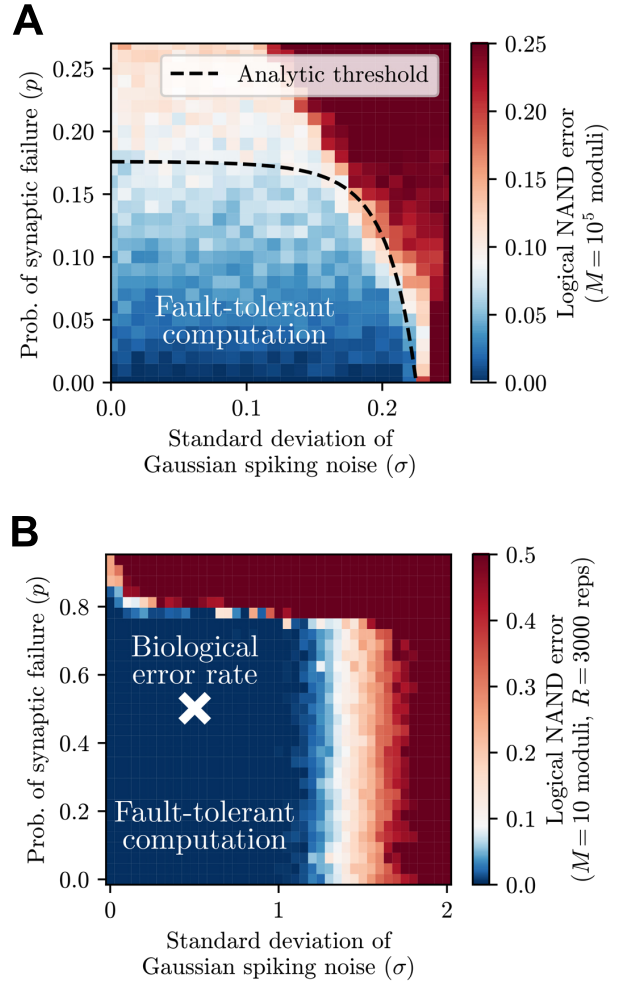 A
Prob. of synaptic failure (p)
0.25
0.20
0.15
0.10
0.05
0.00
Analytic threshold
Fault-tolerant
computation
0.0
0.1
0.2
Standard deviation of
Gaussian spiking noise (σ)
0.25
0.20
0.15
0.10
0.05
0.00
Logical NAND error
(M = 10⁵ moduli)
B
Prob. of synaptic failure (p)
0.8
0.6
0.4
0.2
0.0
Biological
error rate
Fault-tolerant
computation
0
1
2
Standard deviation of
Gaussian spiking noise (σ)
0.5
0.4
0.3
0.2
0.1
0.0
Logical NAND error
(M = 10 moduli, R = 3000 reps)